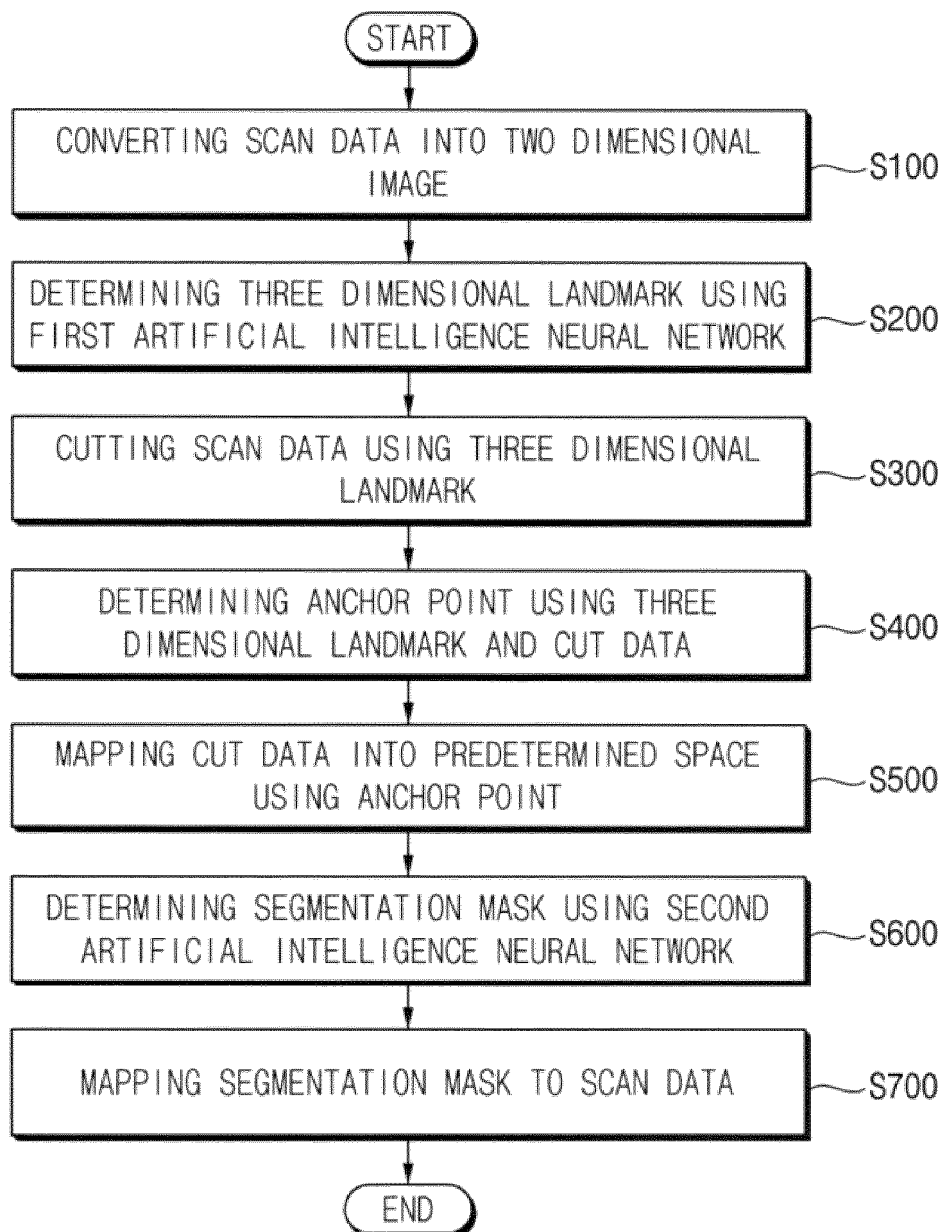 START
CONVERTING SCAN DATA INTO TWO DIMENSIONAL
IMAGE
S100
DETERMINING THREE DIMENSIONAL LANDMARK USING
FIRST ARTIFICIAL INTELLIGENCE NEURAL NETWORK
S200
CUTTING SCAN DATA USING THREE DIMENSIONAL
LANDMARK
S300
DETERMINING ANCHOR POINT USING THREE
DIMENSIONAL LANDMARK AND CUT DATA
S400
MAPPING CUT DATA INTO PREDETERMINED SPACE
USING ANCHOR POINT
S500
DETERMINING SEGMENTATION MASK USING SECOND
ARTIFICIAL INTELLIGENCE NEURAL NETWORK
S600
MAPPING SEGMENTATION MASK TO SCAN DATA
S700
END